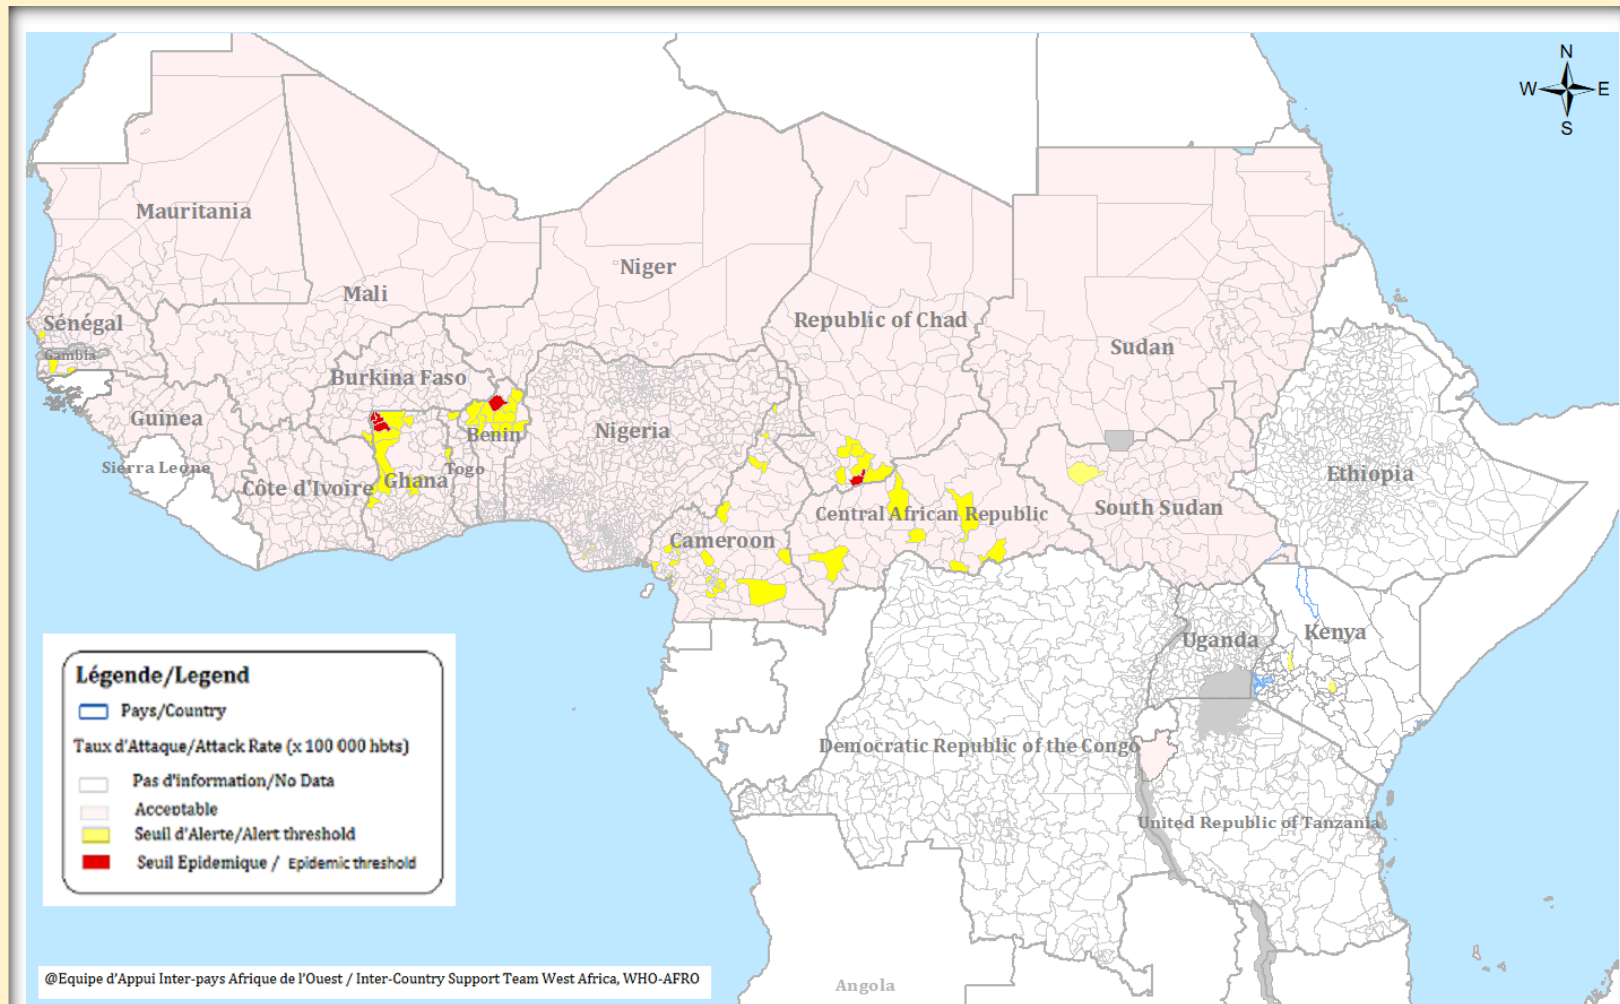 N
W E
S
Mauritania
Niger
Mali
Republic of Chad
Sénégal
Sudan
Gambia
Burkina Faso
Guinea
Nigeria
Benin
Sierra Leone
Togo
Ethiopia
Côte d'Ivoire
Ghana
Central African Republic
South Sudan
Cameroon
Uganda
Kenya
Democratic Republic of the Congo
United Republic of Tanzania
Angola
Légende/Legend
Pays/Country
Taux d'Attaque/Attack Rate (x 100 000 hbts)
Pas d'information/No Data
Acceptable
Seuil d'Alerte/Alert threshold
Seuil Epidemique / Epidemic threshold
@Equipe d'Appui Inter-pays Afrique de l'Ouest / Inter-Country Support Team West Africa, WHO-AFRO